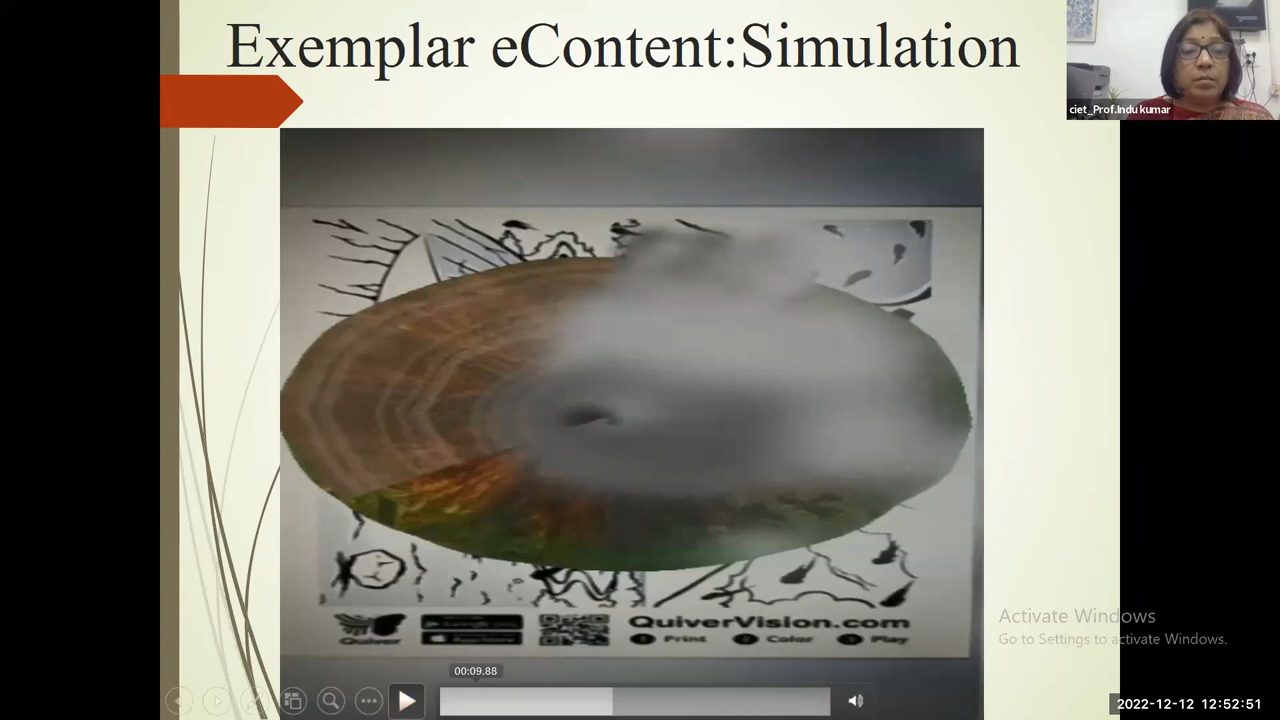 Exemplar eContent:Simulation
ciet_Prof.Indu kumar
Quiver
QuiverVision.com
Print
Color
Play
00:09.88
Activate Windows
Go to Settings to activate Windows.
2022-12-12 12:52:51